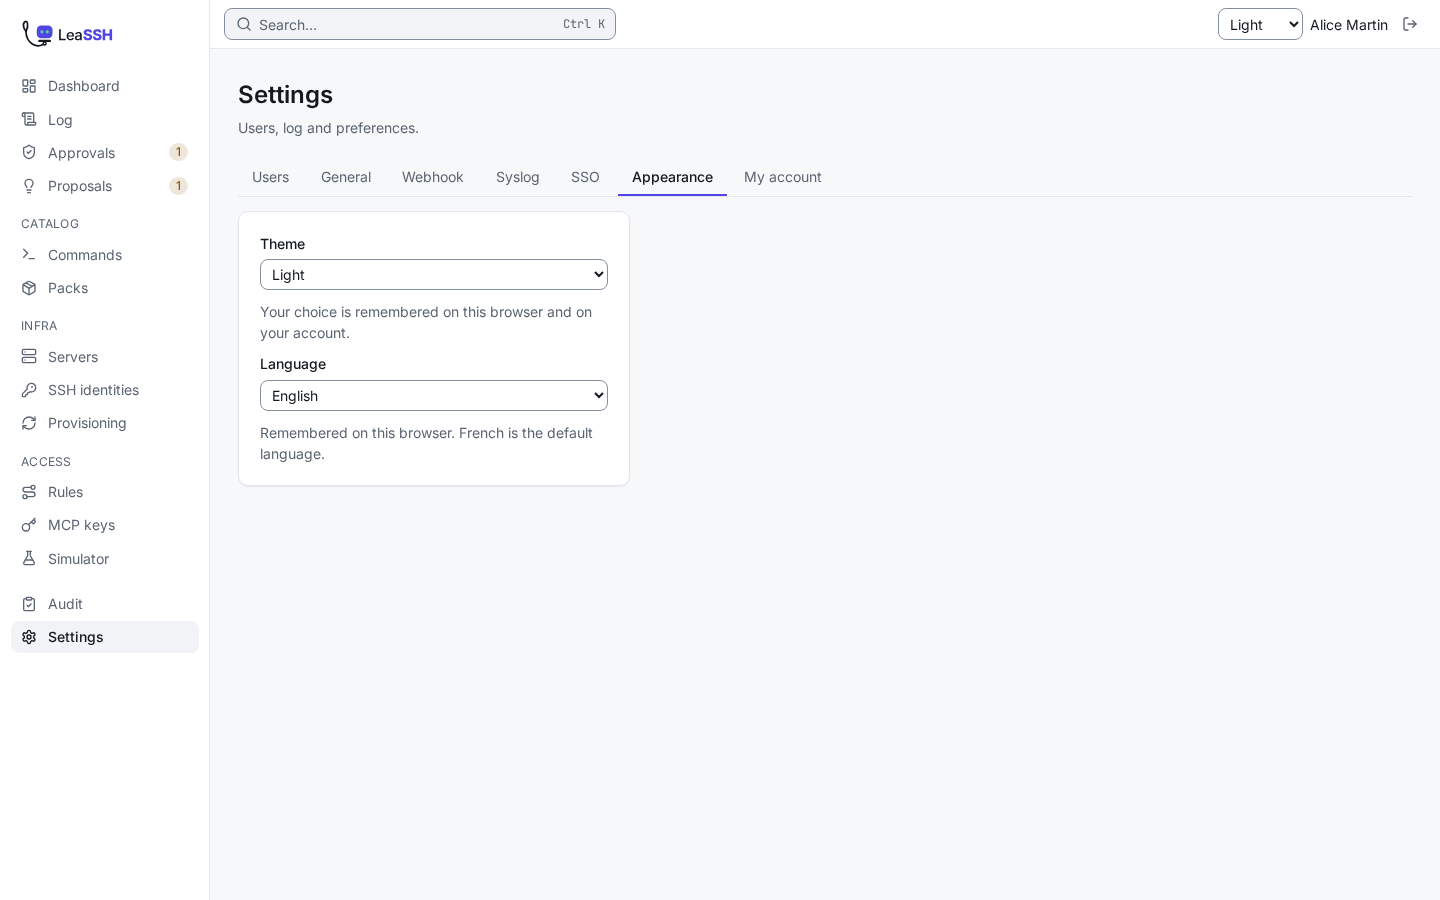 LeaSSH
Search...
Ctrl K
Light
Alice Martin
Dashboard
Log
Approvals
1
Proposals
1
CATALOG
Commands
Packs
INFRA
Servers
SSH identities
Provisioning
ACCESS
Rules
MCP keys
Simulator
Audit
Settings
Settings
Users, log and preferences.
Users
General
Webhook
Syslog
SSO
Appearance
My account
Theme
Light
Your choice is remembered on this browser and on
your account.
Language
English
Remembered on this browser. French is the default
language.